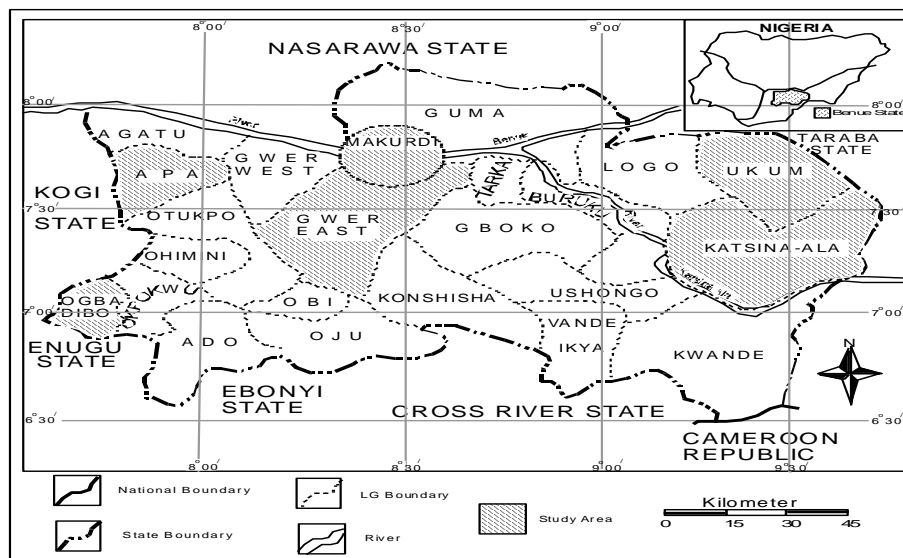 NASARAWA STATE
NIGERIA
Benue State
8°00′
8°30′
9°00′
8°00′
8°00′
GUMA
AGATU
River
Benue
MAKURDI
TARABA
STATE
GWER
WEST
LOGO
UKUM
APA
TARKA
KOGI
STATE
7°30′
7°30′
BURUKU
River
OTUKPO
GWER
EAST
GBOKO
KATSINA-ALA
OHIMINI
OGBA
DIBO
OBI
KONSHISHA
USHONGO
7°00′
7°00′
VANDE
IKYA
ENUGU
STATE
ADO
OJU
KWANDE
N
EBONYI
STATE
CROSS RIVER STATE
6°30′
6°30′
CAMEROON
REPUBLIC
8°00′
8°30′
9°00′
9°30′
National Boundary
LG Boundary
Study Area
Kilometer
0 15 30 45
State Boundary
River